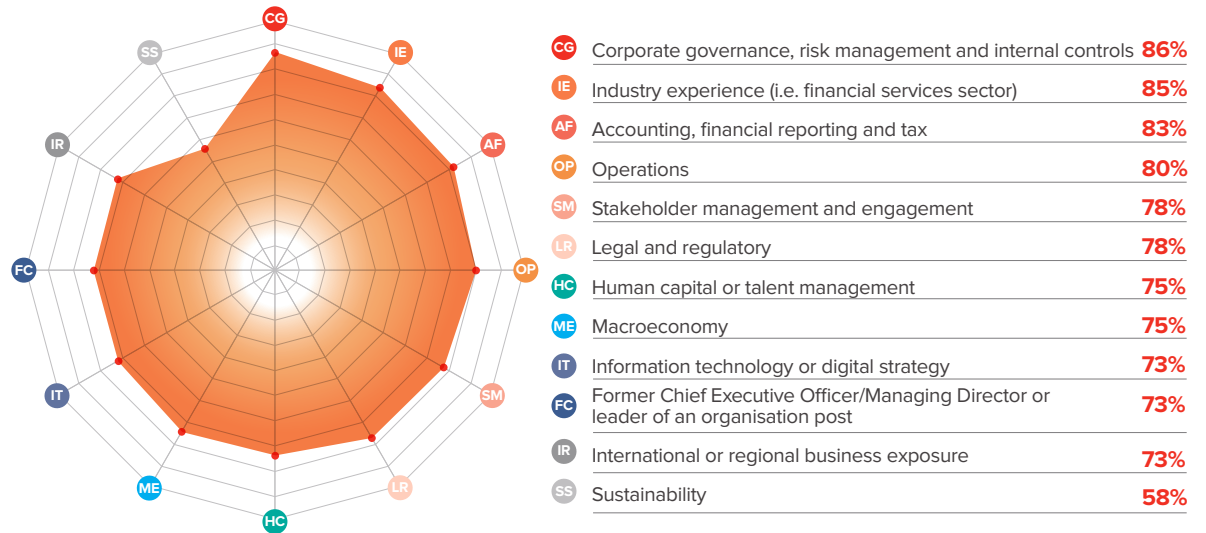 CG
SS
IE
IR
AF
FC
OP
IT
SM
ME
LR
HC
CG Corporate governance, risk management and internal controls 86%
IE Industry experience (i.e. financial services sector) 85%
AF Accounting, financial reporting and tax 83%
OP Operations 80%
SM Stakeholder management and engagement 78%
LR Legal and regulatory 78%
HC Human capital or talent management 75%
ME Macroeconomy 75%
IT Information technology or digital strategy 73%
FC Former Chief Executive Officer/Managing Director or 73%
leader of an organisation post
IR International or regional business exposure 73%
SS Sustainability 58%